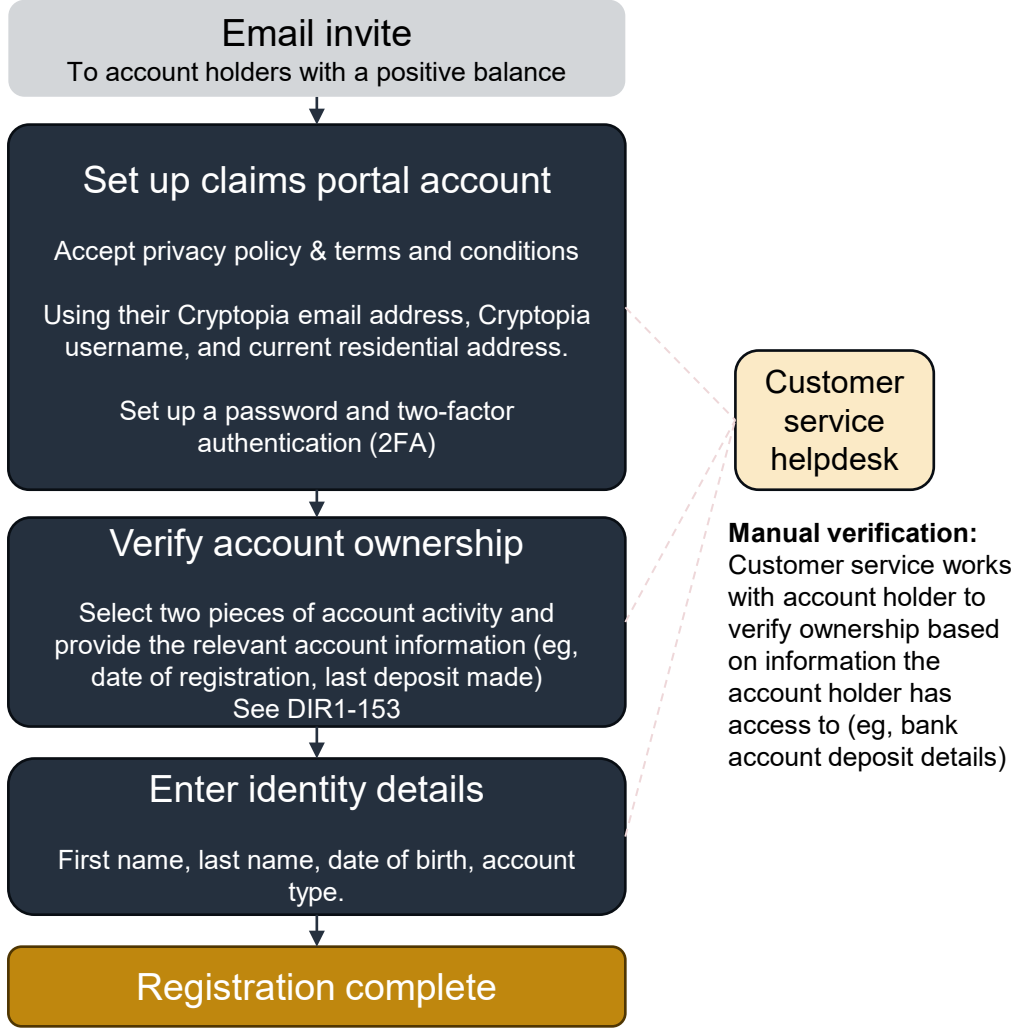 Email invite
To account holders with a positive balance
Set up claims portal account
Accept privacy policy & terms and conditions
Using their Cryptopia email address, Cryptopia
username, and current residential address.
Set up a password and two-factor
authentication (2FA)
Verify account ownership
Select two pieces of account activity and
provide the relevant account information (eg,
date of registration, last deposit made)
See DIR1-153
Enter identity details
First name, last name, date of birth, account
type.
Registration complete
Customer
service
helpdesk
Manual verification:
Customer service works
with account holder to
verify ownership based
on information the
account holder has
access to (eg, bank
account deposit details)